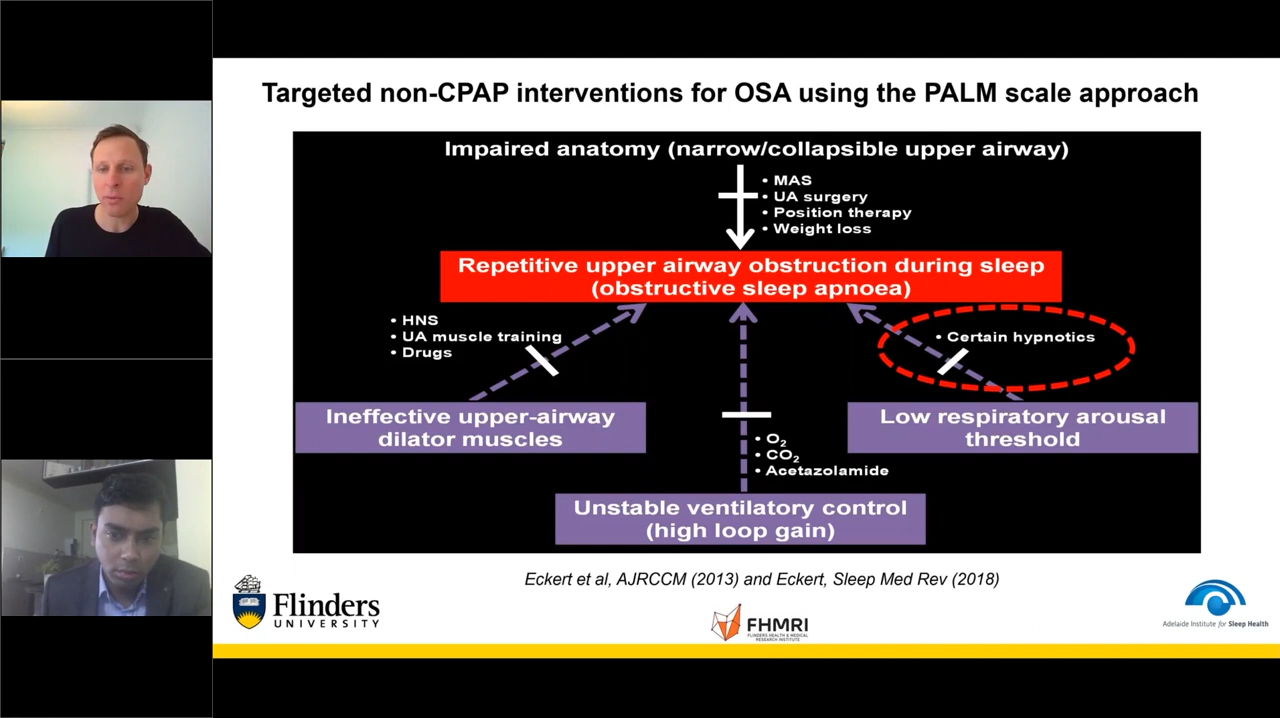 Targeted non-CPAP interventions for OSA using the PALM scale approach
Impaired anatomy (narrow/collapsible upper airway)
• MAS
• UA surgery
• Position therapy
• Weight loss
Repetitive upper airway obstruction during sleep
(obstructive sleep apnoea)
• HNS
• UA muscle training
• Drugs
• Certain hypnotics
Ineffective upper-airway
dilator muscles
Low respiratory arousal
threshold
• O₂
• CO₂
• Acetazolamide
Unstable ventilatory control
(high loop gain)
Eckert et al, AJRCCM (2013) and Eckert, Sleep Med Rev (2018)
Flinders
UNIVERSITY
FHMRI
FLINDERS HEALTH & MEDICAL
RESEARCH INSTITUTE
Adelaide Institute for Sleep Health